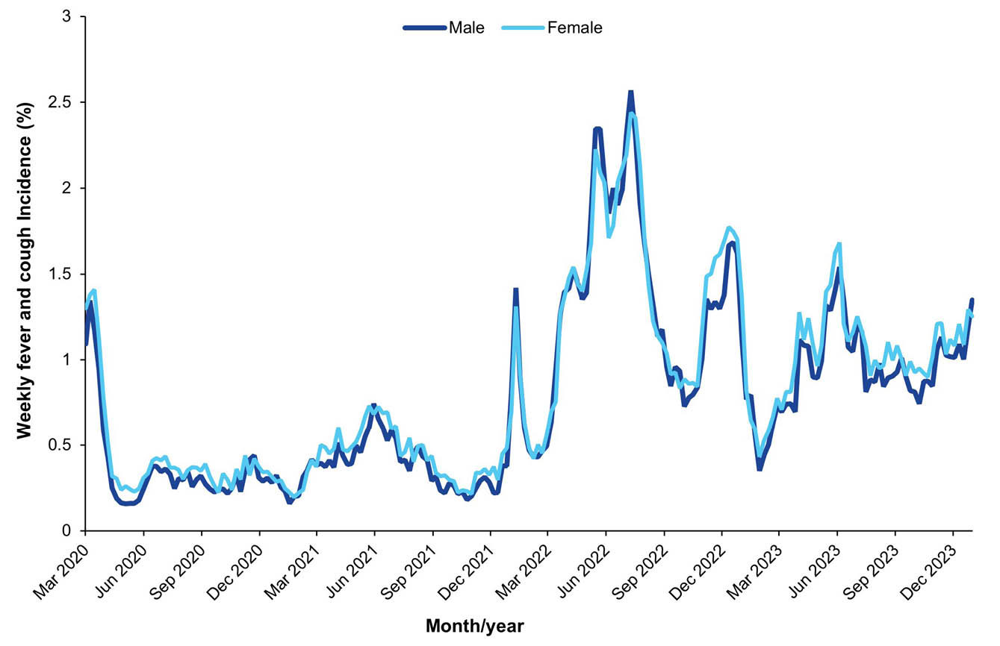 Male Female
Weekly fever and cough Incidence (%)
3
2.5
2
1.5
1
0.5
0
Mar 2020
Jun 2020
Sep 2020
Dec 2020
Mar 2021
Jun 2021
Sep 2021
Dec 2021
Mar 2022
Jun 2022
Sep 2022
Dec 2022
Mar 2023
Jun 2023
Sep 2023
Dec 2023
Month/year